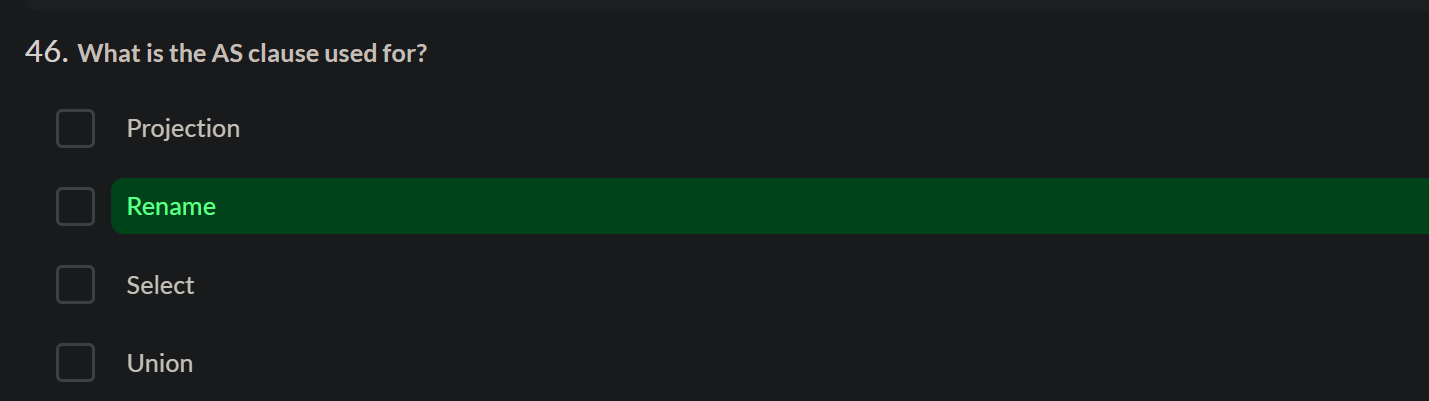 46. What is the AS clause used for?
Projection
Rename
Select
Union